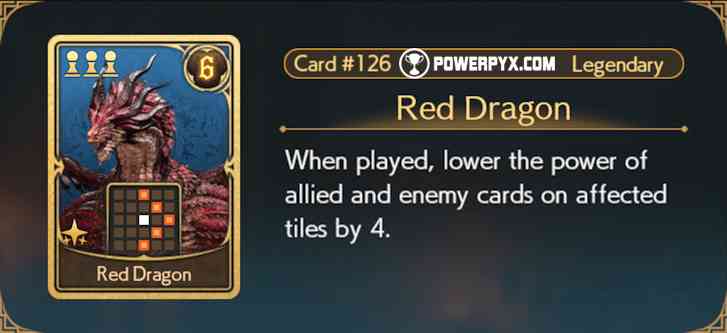 6
Red Dragon
Card #126 POWERPYX.COM Legendary
Red Dragon
When played, lower the power of
allied and enemy cards on affected
tiles by 4.